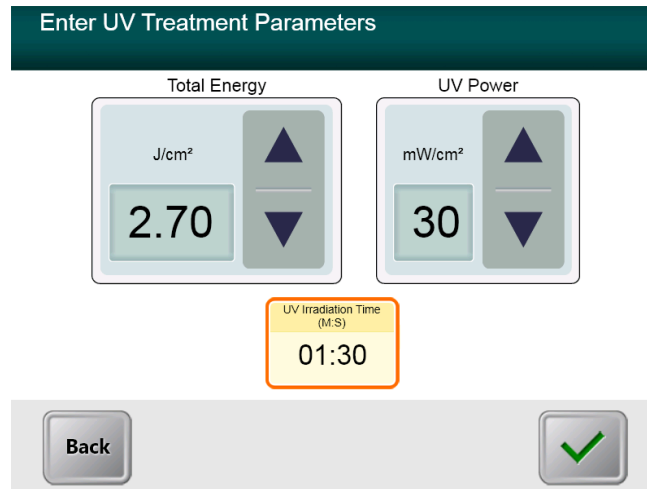 Enter UV Treatment Parameters
Total Energy
UV Power
J/cm²
mW/cm²
2.70
30
UV Irradiation Time
(M:S)
01:30
Back